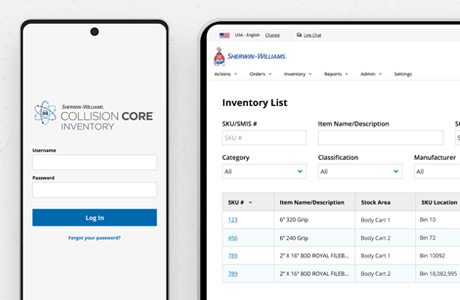 SHERWIN-WILLIAMS.
COLLISION CORE™
INVENTORY
Username
Password
Log In
Forgot your password?
USA - English Change Live Chat
SHERWIN-WILLIAMS.
Actions Orders Inventory Reports Admin Settings
Inventory List
SKU/SMIS # Item Name/Description
SKU #
Category Classification Manufacturer
All All All
SKU # Item Name/Description Stock Area SKU Location
123 6" 320 Grip Body Cart 1 Bin 10
456 6" 240 Grip Body Cart 2 Bin 72
789 2" X 16" 80D ROYAL FILEB... Body Cart 1 Bin 10092
789 2" X 16" 80D ROYAL FILEB... Body Cart 2 Bin 18,082,995